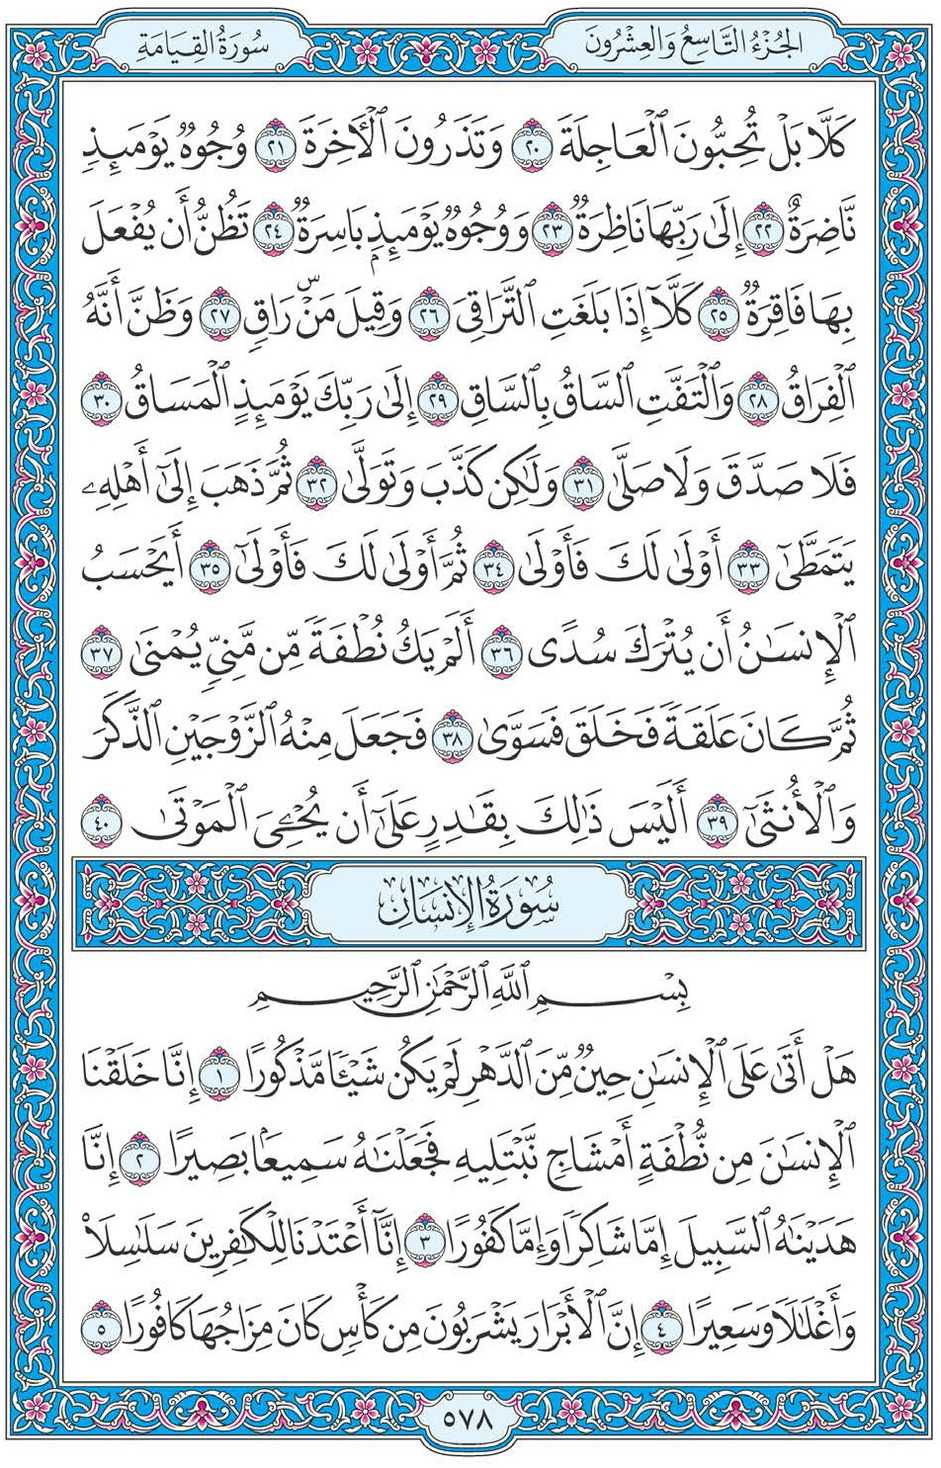 الجُزْءُ التَّاسِعُ وَالعِشْرُونَ
سُورَةُ القِيَامَةِ
كَلَّا بَلْ تُحِبُّونَ ٱلْعَاجِلَةَ ٢٠ وَتَذَرُونَ ٱلْأٓخِرَةَ ٢١ وُجُوهٌ يَوْمَئِذٍ
نَّاضِرَةٌ ٢٢ إِلَىٰ رَبِّهَا نَاظِرَةٌ ٢٣ وَوُجُوهٌ يَوْمَئِذٍۭ بَاسِرَةٌ ٢٤ تَظُنُّ أَن يُفْعَلَ
بِهَا فَاقِرَةٌ ٢٥ كَلَّآ إِذَا بَلَغَتِ ٱلتَّرَاقِيَ ٢٦ وَقِيلَ مَنْۜ رَاقٍ ٢٧ وَظَنَّ أَنَّهُ
ٱلْفِرَاقُ ٢٨ وَٱلْتَفَّتِ ٱلسَّاقُ بِٱلسَّاقِ ٢٩ إِلَىٰ رَبِّكَ يَوْمَئِذٍ ٱلْمَسَاقُ ٣٠
فَلَا صَدَّقَ وَلَا صَلَّىٰ ٣١ وَلَٰكِن كَذَّبَ وَتَوَلَّىٰ ٣٢ ثُمَّ ذَهَبَ إِلَىٰٓ أَهْلِهِۦ
يَتَمَطَّىٰٓ ٣٣ أَوْلَىٰ لَكَ فَأَوْلَىٰ ٣٤ ثُمَّ أَوْلَىٰ لَكَ فَأَوْلَىٰٓ ٣٥ أَيَحْسَبُ
ٱلْإِنسَٰنُ أَن يُتْرَكَ سُدًى ٣٦ أَلَمْ يَكُ نُطْفَةً مِّن مَّنِيٍّ يُمْنَىٰ ٣٧
ثُمَّ كَانَ عَلَقَةً فَخَلَقَ فَسَوَّىٰ ٣٨ فَجَعَلَ مِنْهُ ٱلزَّوْجَيْنِ ٱلذَّكَرَ
وَٱلْأُنثَىٰٓ ٣٩ أَلَيْسَ ذَٰلِكَ بِقَٰدِرٍ عَلَىٰٓ أَن يُحْـِۧيَ ٱلْمَوْتَىٰ ٤٠
سُورَةُ الإِنسَانِ
بِسْمِ ٱللَّهِ ٱلرَّحْمَٰنِ ٱلرَّحِيمِ
هَلْ أَتَىٰ عَلَى ٱلْإِنسَٰنِ حِينٌ مِّنَ ٱلدَّهْرِ لَمْ يَكُن شَيْـًٔا مَّذْكُورًا ١ إِنَّا خَلَقْنَا
ٱلْإِنسَٰنَ مِن نُّطْفَةٍ أَمْشَاجٍ نَّبْتَلِيهِ فَجَعَلْنَٰهُ سَمِيعًۢا بَصِيرًا ٢ إِنَّا
هَدَيْنَٰهُ ٱلسَّبِيلَ إِمَّا شَاكِرًا وَإِمَّا كَفُورًا ٣ إِنَّآ أَعْتَدْنَا لِلْكَٰفِرِينَ سَلَٰسِلَا۟
وَأَغْلَٰلًا وَسَعِيرًا ٤ إِنَّ ٱلْأَبْرَارَ يَشْرَبُونَ مِن كَأْسٍ كَانَ مِزَاجُهَا كَافُورًا ٥
٥٧٨